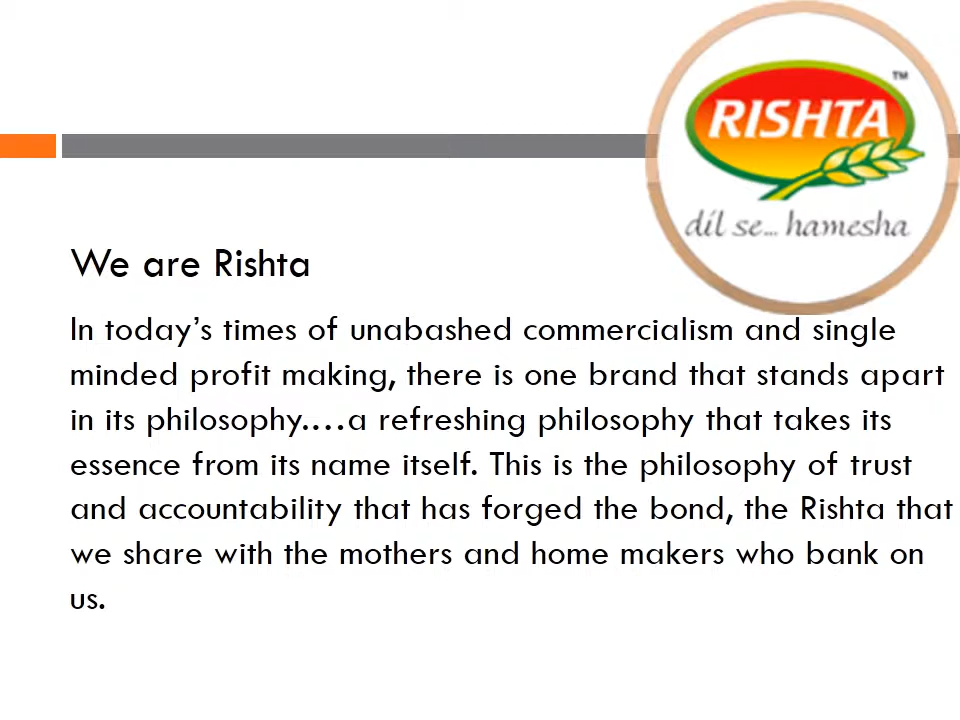 RISHTA
TM
dil se... hamesha
We are Rishta
In today’s times of unabashed commercialism and single
minded profit making, there is one brand that stands apart
in its philosophy.…a refreshing philosophy that takes its
essence from its name itself. This is the philosophy of trust
and accountability that has forged the bond, the Rishta that
we share with the mothers and home makers who bank on
us.